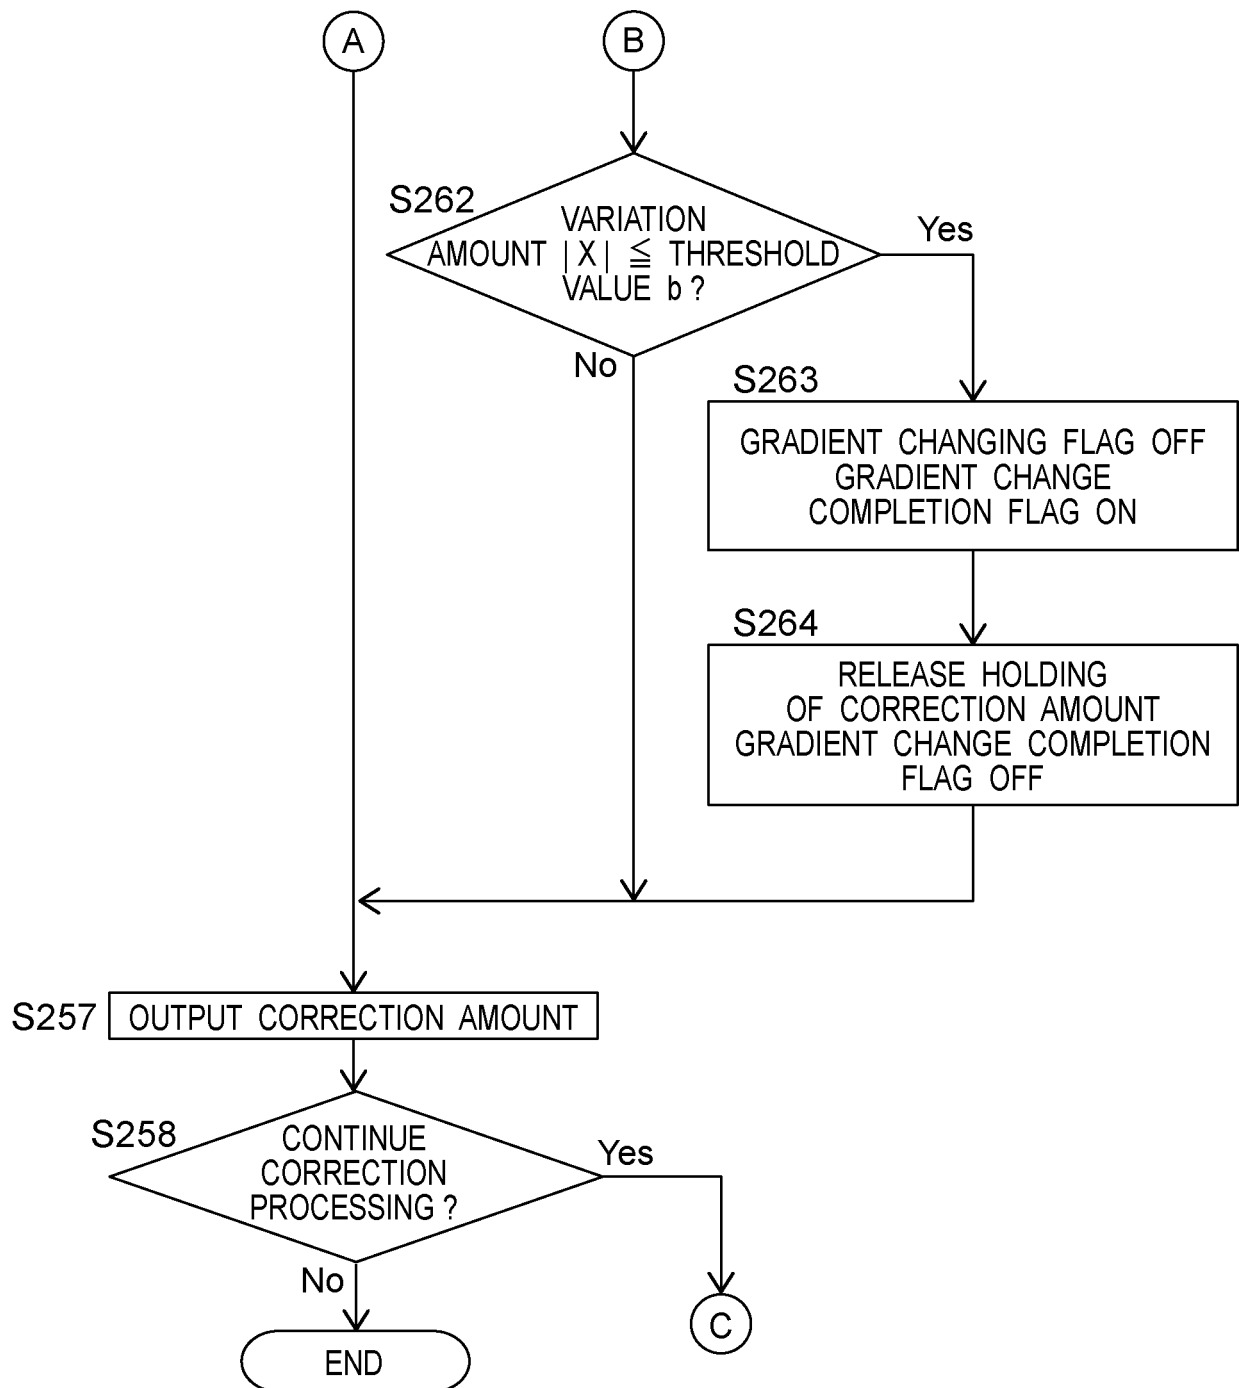 A
B
S262
VARIATION
AMOUNT |X| ≦ THRESHOLD
VALUE b ?
Yes
No
S263
GRADIENT CHANGING FLAG OFF
GRADIENT CHANGE
COMPLETION FLAG ON
S264
RELEASE HOLDING
OF CORRECTION AMOUNT
GRADIENT CHANGE COMPLETION
FLAG OFF
S257
OUTPUT CORRECTION AMOUNT
S258
CONTINUE
CORRECTION
PROCESSING ?
Yes
No
C
END